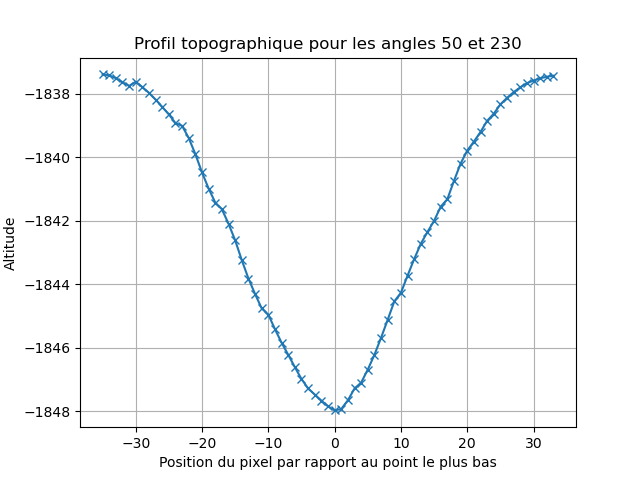 Profil topographique pour les angles 50 et 230
−1838
−1840
−1842
−1844
−1846
−1848
Altitude
−30 −20 −10 0 10 20 30
Position du pixel par rapport au point le plus bas